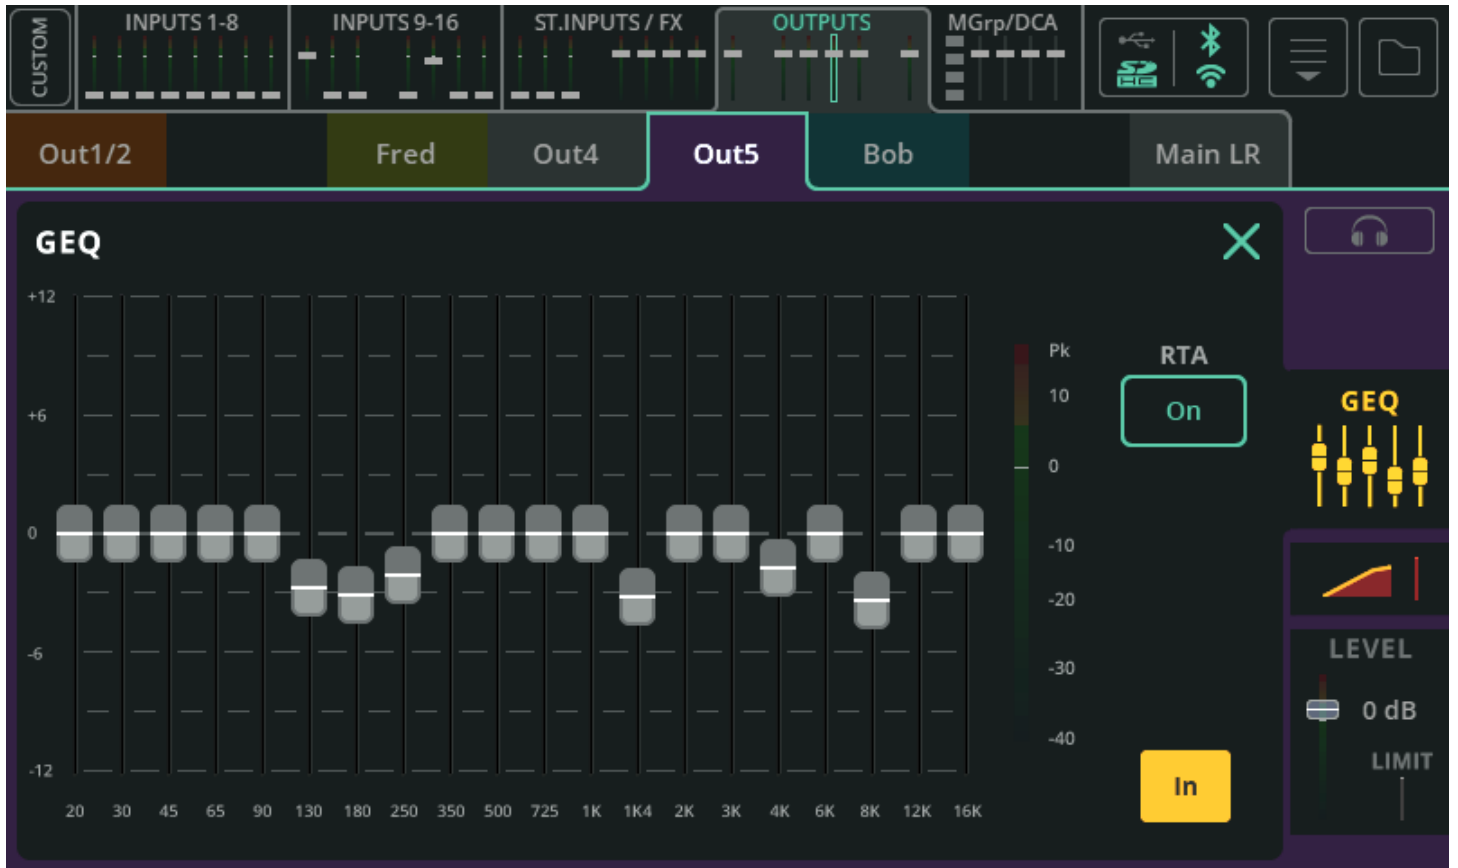 CUSTOM
INPUTS 1-8
INPUTS 9-16
ST.INPUTS / FX
OUTPUTS
MGrp/DCA
SD
HC
Out1/2
Fred
Out4
Out5
Bob
Main LR
GEQ
+12
+6
0
-6
-12
20 30 45 65 90 130 180 250 350 500 725 1K 1K4 2K 3K 4K 6K 8K 12K 16K
Pk
10
0
-10
-20
-30
-40
RTA
On
In
GEQ
LEVEL
0 dB
LIMIT